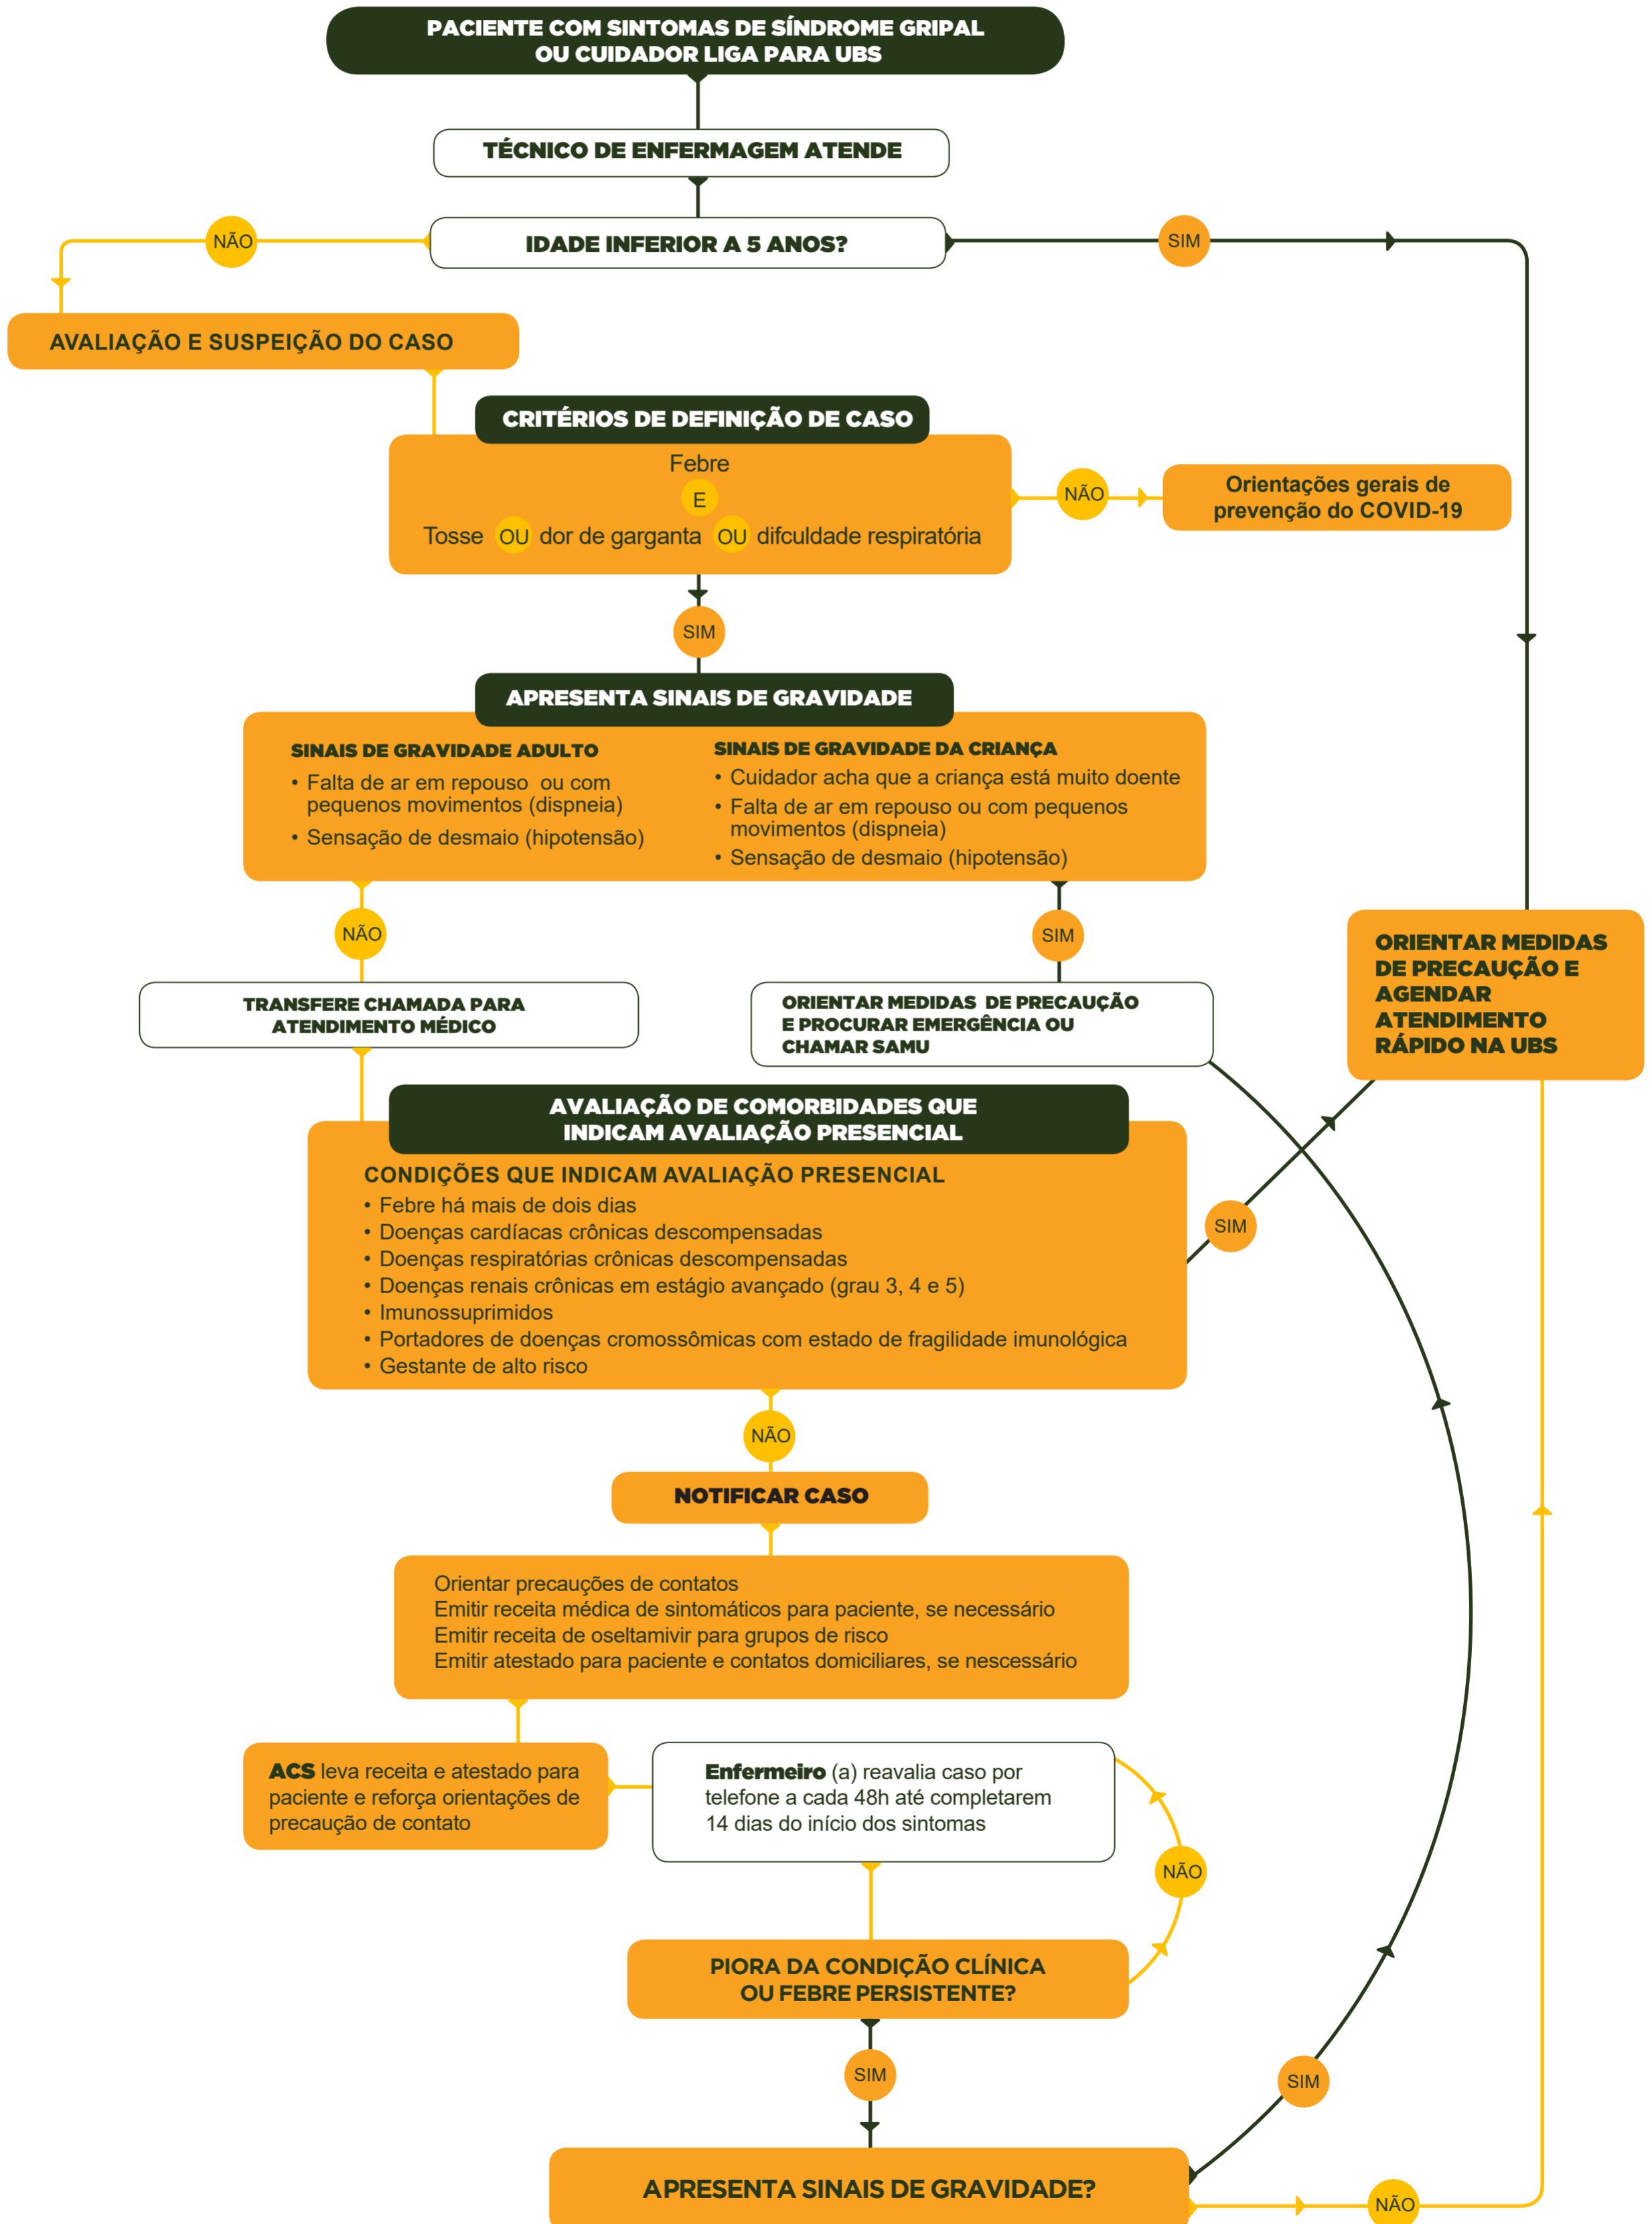 PACIENTE COM SINTOMAS DE SÍNDROME GRIPAL
OU CUIDADOR LIGA PARA UBS
TÉCNICO DE ENFERMAGEM ATENDE
IDADE INFERIOR A 5 ANOS?
NÃO
SIM
AVALIAÇÃO E SUSPEIÇÃO DO CASO
CRITÉRIOS DE DEFINIÇÃO DE CASO
Febre
E
Tosse OU dor de garganta OU difculdade respiratória
NÃO
Orientações gerais de
prevenção do COVID-19
SIM
APRESENTA SINAIS DE GRAVIDADE
SINAIS DE GRAVIDADE ADULTO
• Falta de ar em repouso ou com
pequenos movimentos (dispneia)
• Sensação de desmaio (hipotensão)
SINAIS DE GRAVIDADE DA CRIANÇA
• Cuidador acha que a criança está muito doente
• Falta de ar em repouso ou com pequenos
movimentos (dispneia)
• Sensação de desmaio (hipotensão)
NÃO
SIM
TRANSFERE CHAMADA PARA
ATENDIMENTO MÉDICO
ORIENTAR MEDIDAS DE PRECAUÇÃO
E PROCURAR EMERGÊNCIA OU
CHAMAR SAMU
ORIENTAR MEDIDAS
DE PRECAUÇÃO E
AGENDAR
ATENDIMENTO
RÁPIDO NA UBS
AVALIAÇÃO DE COMORBIDADES QUE
INDICAM AVALIAÇÃO PRESENCIAL
CONDIÇÕES QUE INDICAM AVALIAÇÃO PRESENCIAL
• Febre há mais de dois dias
• Doenças cardíacas crônicas descompensadas
• Doenças respiratórias crônicas descompensadas
• Doenças renais crônicas em estágio avançado (grau 3, 4 e 5)
• Imunossuprimidos
• Portadores de doenças cromossômicas com estado de fragilidade imunológica
• Gestante de alto risco
SIM
NÃO
NOTIFICAR CASO
Orientar precauções de contatos
Emitir receita médica de sintomáticos para paciente, se necessário
Emitir receita de oseltamivir para grupos de risco
Emitir atestado para paciente e contatos domiciliares, se nescessário
ACS leva receita e atestado para
paciente e reforça orientações de
precaução de contato
Enfermeiro (a) reavalia caso por
telefone a cada 48h até completarem
14 dias do início dos sintomas
NÃO
PIORA DA CONDIÇÃO CLÍNICA
OU FEBRE PERSISTENTE?
SIM
SIM
APRESENTA SINAIS DE GRAVIDADE?
NÃO